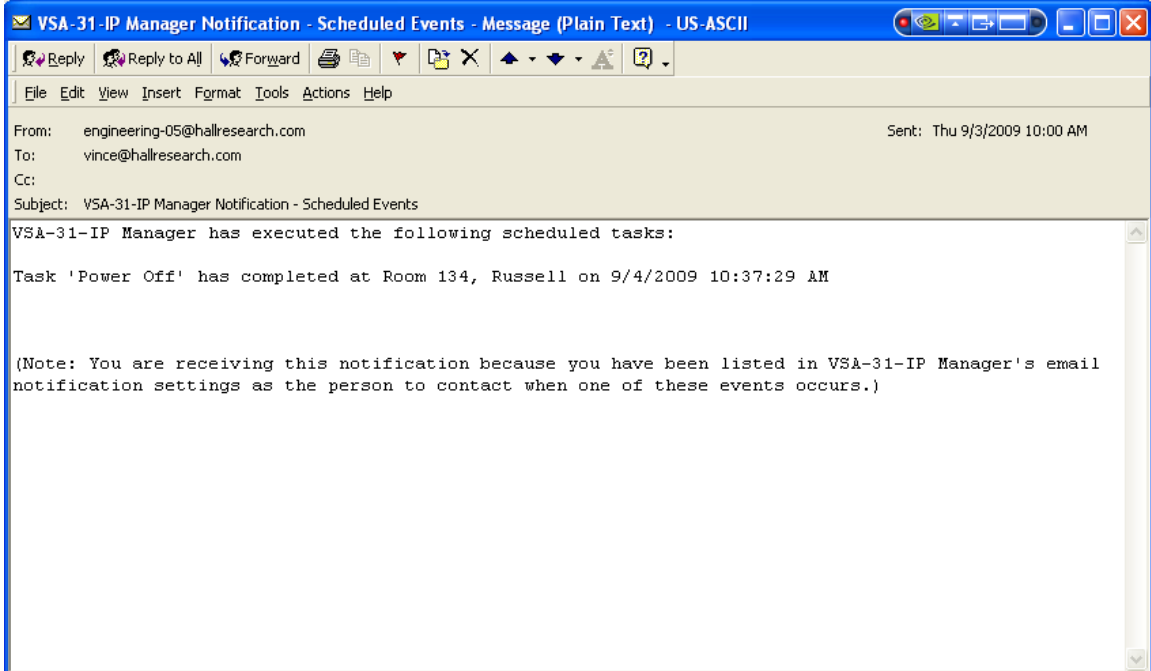 VSA-31-IP Manager Notification - Scheduled Events - Message (Plain Text) - US-ASCII
Reply Reply to All Forward
File Edit View Insert Format Tools Actions Help
From: engineering-05@hallresearch.com Sent: Thu 9/3/2009 10:00 AM
To: vince@hallresearch.com
Cc:
Subject: VSA-31-IP Manager Notification - Scheduled Events
VSA-31-IP Manager has executed the following scheduled tasks:
Task 'Power Off' has completed at Room 134, Russell on 9/4/2009 10:37:29 AM
(Note: You are receiving this notification because you have been listed in VSA-31-IP Manager's email
notification settings as the person to contact when one of these events occurs.)